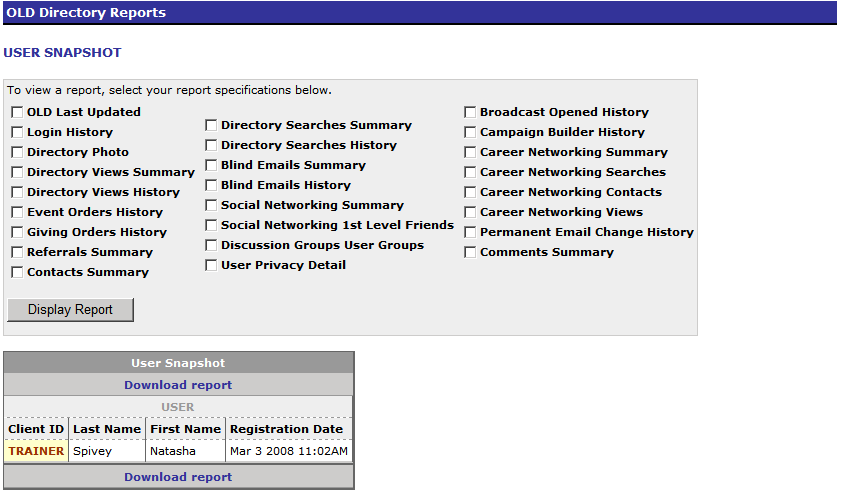 OLD Directory Reports
USER SNAPSHOT
To view a report, select your report specifications below.
OLD Last Updated
Login History
Directory Photo
Directory Views Summary
Directory Views History
Event Orders History
Giving Orders History
Referrals Summary
Contacts Summary
Directory Searches Summary
Directory Searches History
Blind Emails Summary
Blind Emails History
Social Networking Summary
Social Networking 1st Level Friends
Discussion Groups User Groups
User Privacy Detail
Broadcast Opened History
Campaign Builder History
Career Networking Summary
Career Networking Searches
Career Networking Contacts
Career Networking Views
Permanent Email Change History
Comments Summary
Display Report
User Snapshot
Download report
USER
Client ID Last Name First Name Registration Date
TRAINER Spivey Natasha Mar 3 2008 11:02AM
Download report